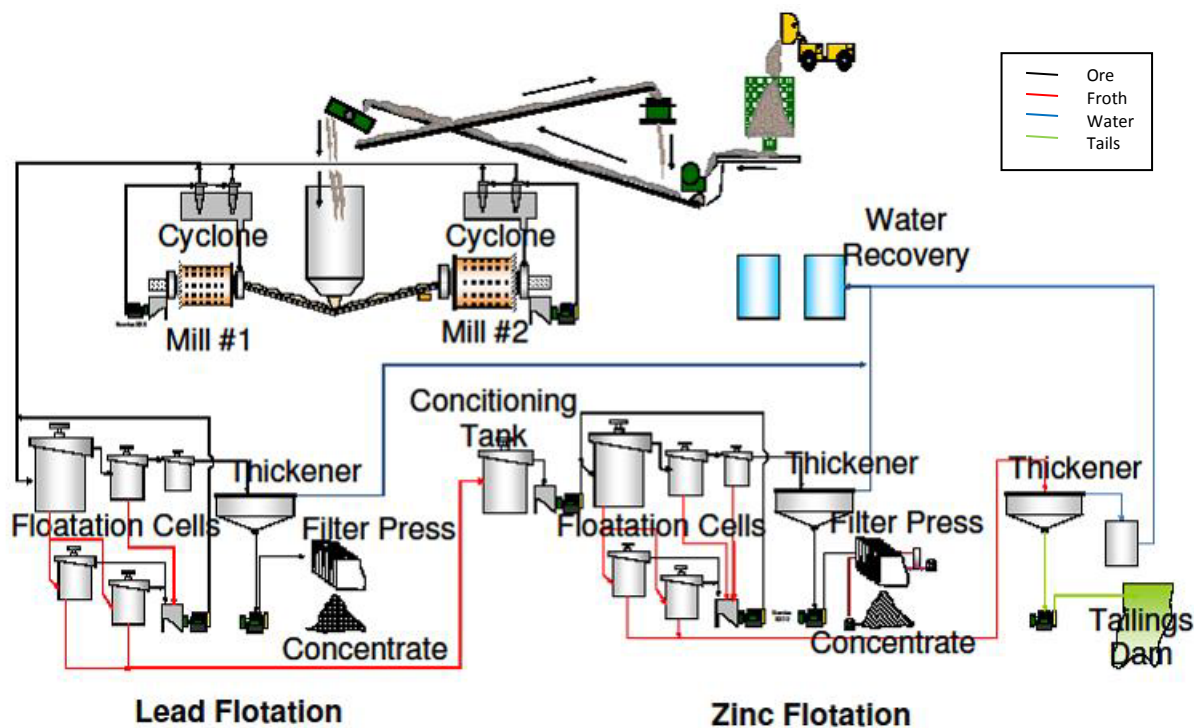 Ore
Froth
Water
Tails
Water
Recovery
Cyclone
Cyclone
Mill #1
Mill #2
Concitioning
Tank
Thickener
Floatation Cells
Filter Press
Concentrate
Thickener
Floatation Cells
Filter Press
Concentrate
Thickener
Tailings
Dam
Lead Flotation
Zinc Flotation